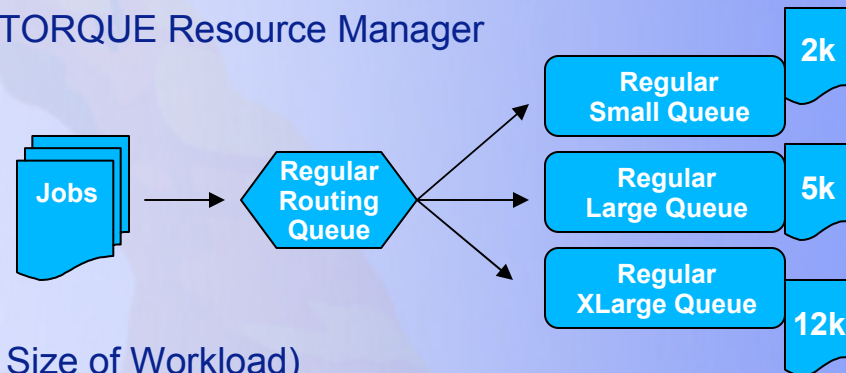 TORQUE Resource Manager
Jobs
Regular
Routing
Queue
Regular
Small Queue
2k
Regular
Large Queue
5k
Regular
XLarge Queue
12k
Size of Workload)